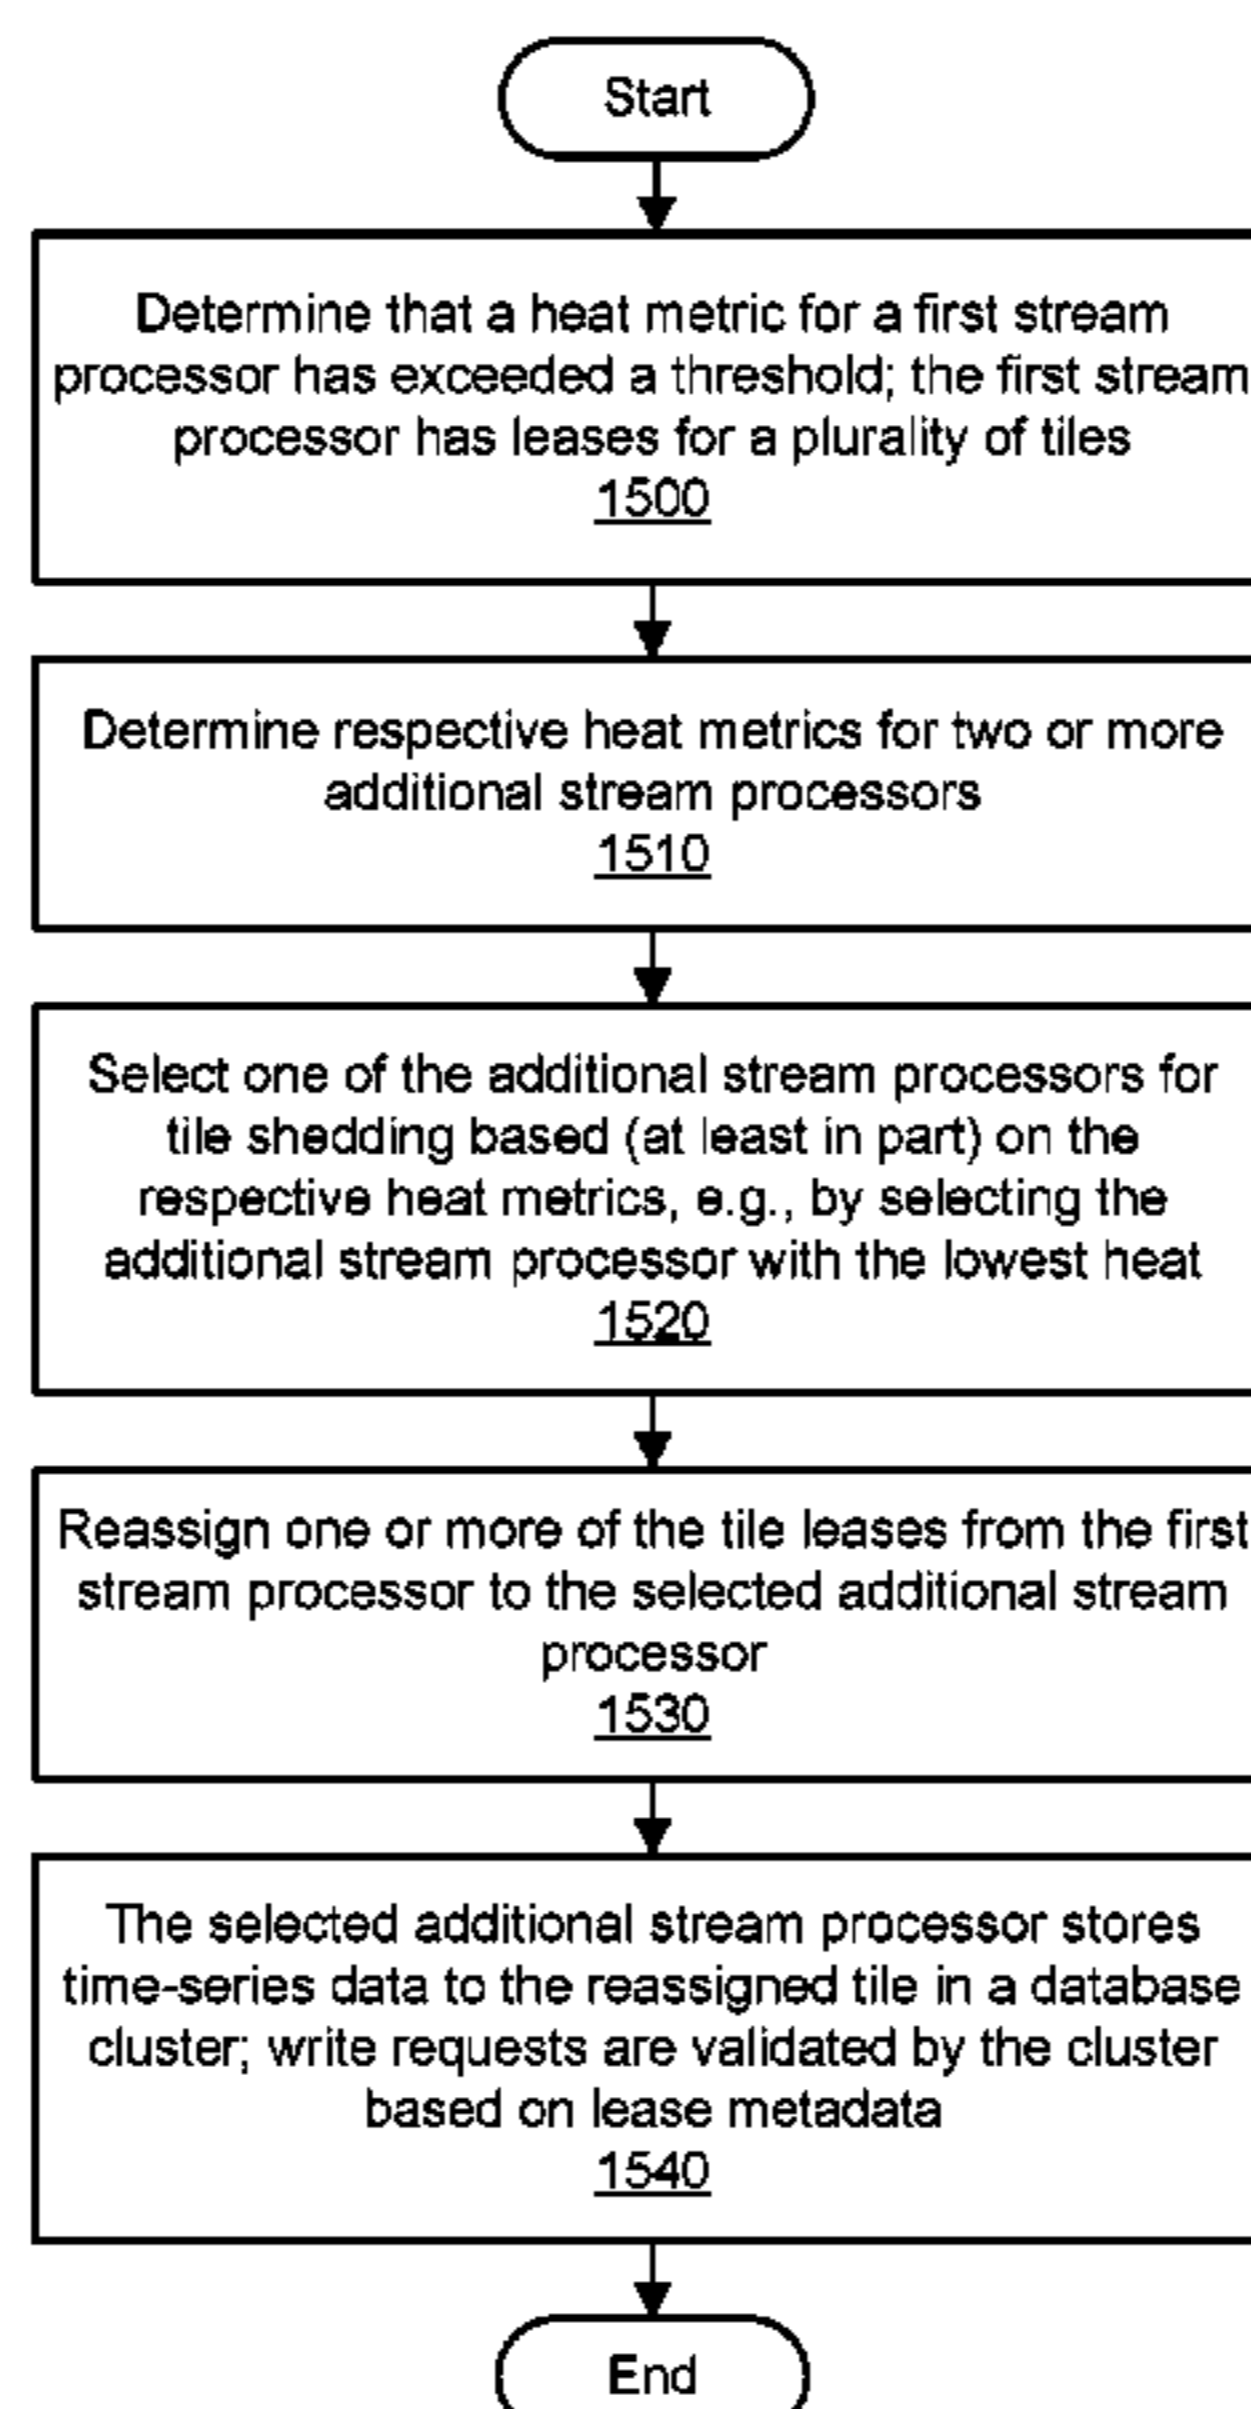 Start
Determine that a heat metric for a first stream
processor has exceeded a threshold; the first stream
processor has leases for a plurality of tiles
1500
Determine respective heat metrics for two or more
additional stream processors
1510
Select one of the additional stream processors for
tile shedding based (at least in part) on the
respective heat metrics, e.g., by selecting the
additional stream processor with the lowest heat
1520
Reassign one or more of the tile leases from the first
stream processor to the selected additional stream
processor
1530
The selected additional stream processor stores
time-series data to the reassigned tile in a database
cluster; write requests are validated by the cluster
based on lease metadata
1540
End